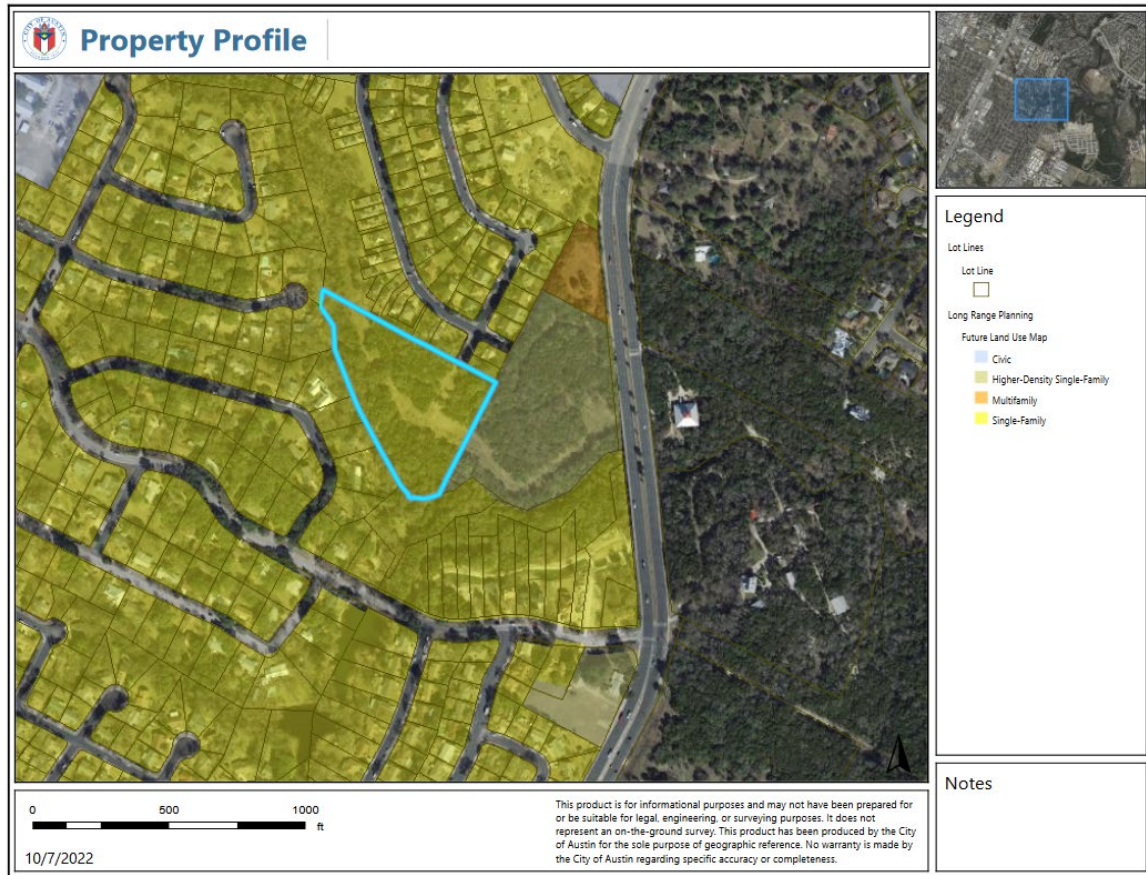 Property Profile
Legend
Lot Lines
Lot Line
Long Range Planning
Future Land Use Map
Civic
Higher-Density Single-Family
Multifamily
Single-Family
Notes
0 500 1000
ft
10/7/2022
This product is for informational purposes and may not have been prepared for
or be suitable for legal, engineering, or surveying purposes. It does not
represent an on-the-ground survey. This product has been produced by the City
of Austin for the sole purpose of geographic reference. No warranty is made by
the City of Austin regarding specific accuracy or completeness.